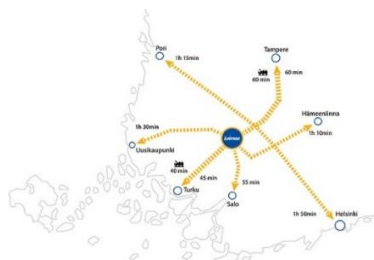 Pori
1h 15min
Tampere
60 min
60 min
Hämeenlinna
1h 10min
Loimaa
1h 30min
Uusikaupunki
40 min
45 min
Turku
55 min
Salo
1h 50min
Helsinki